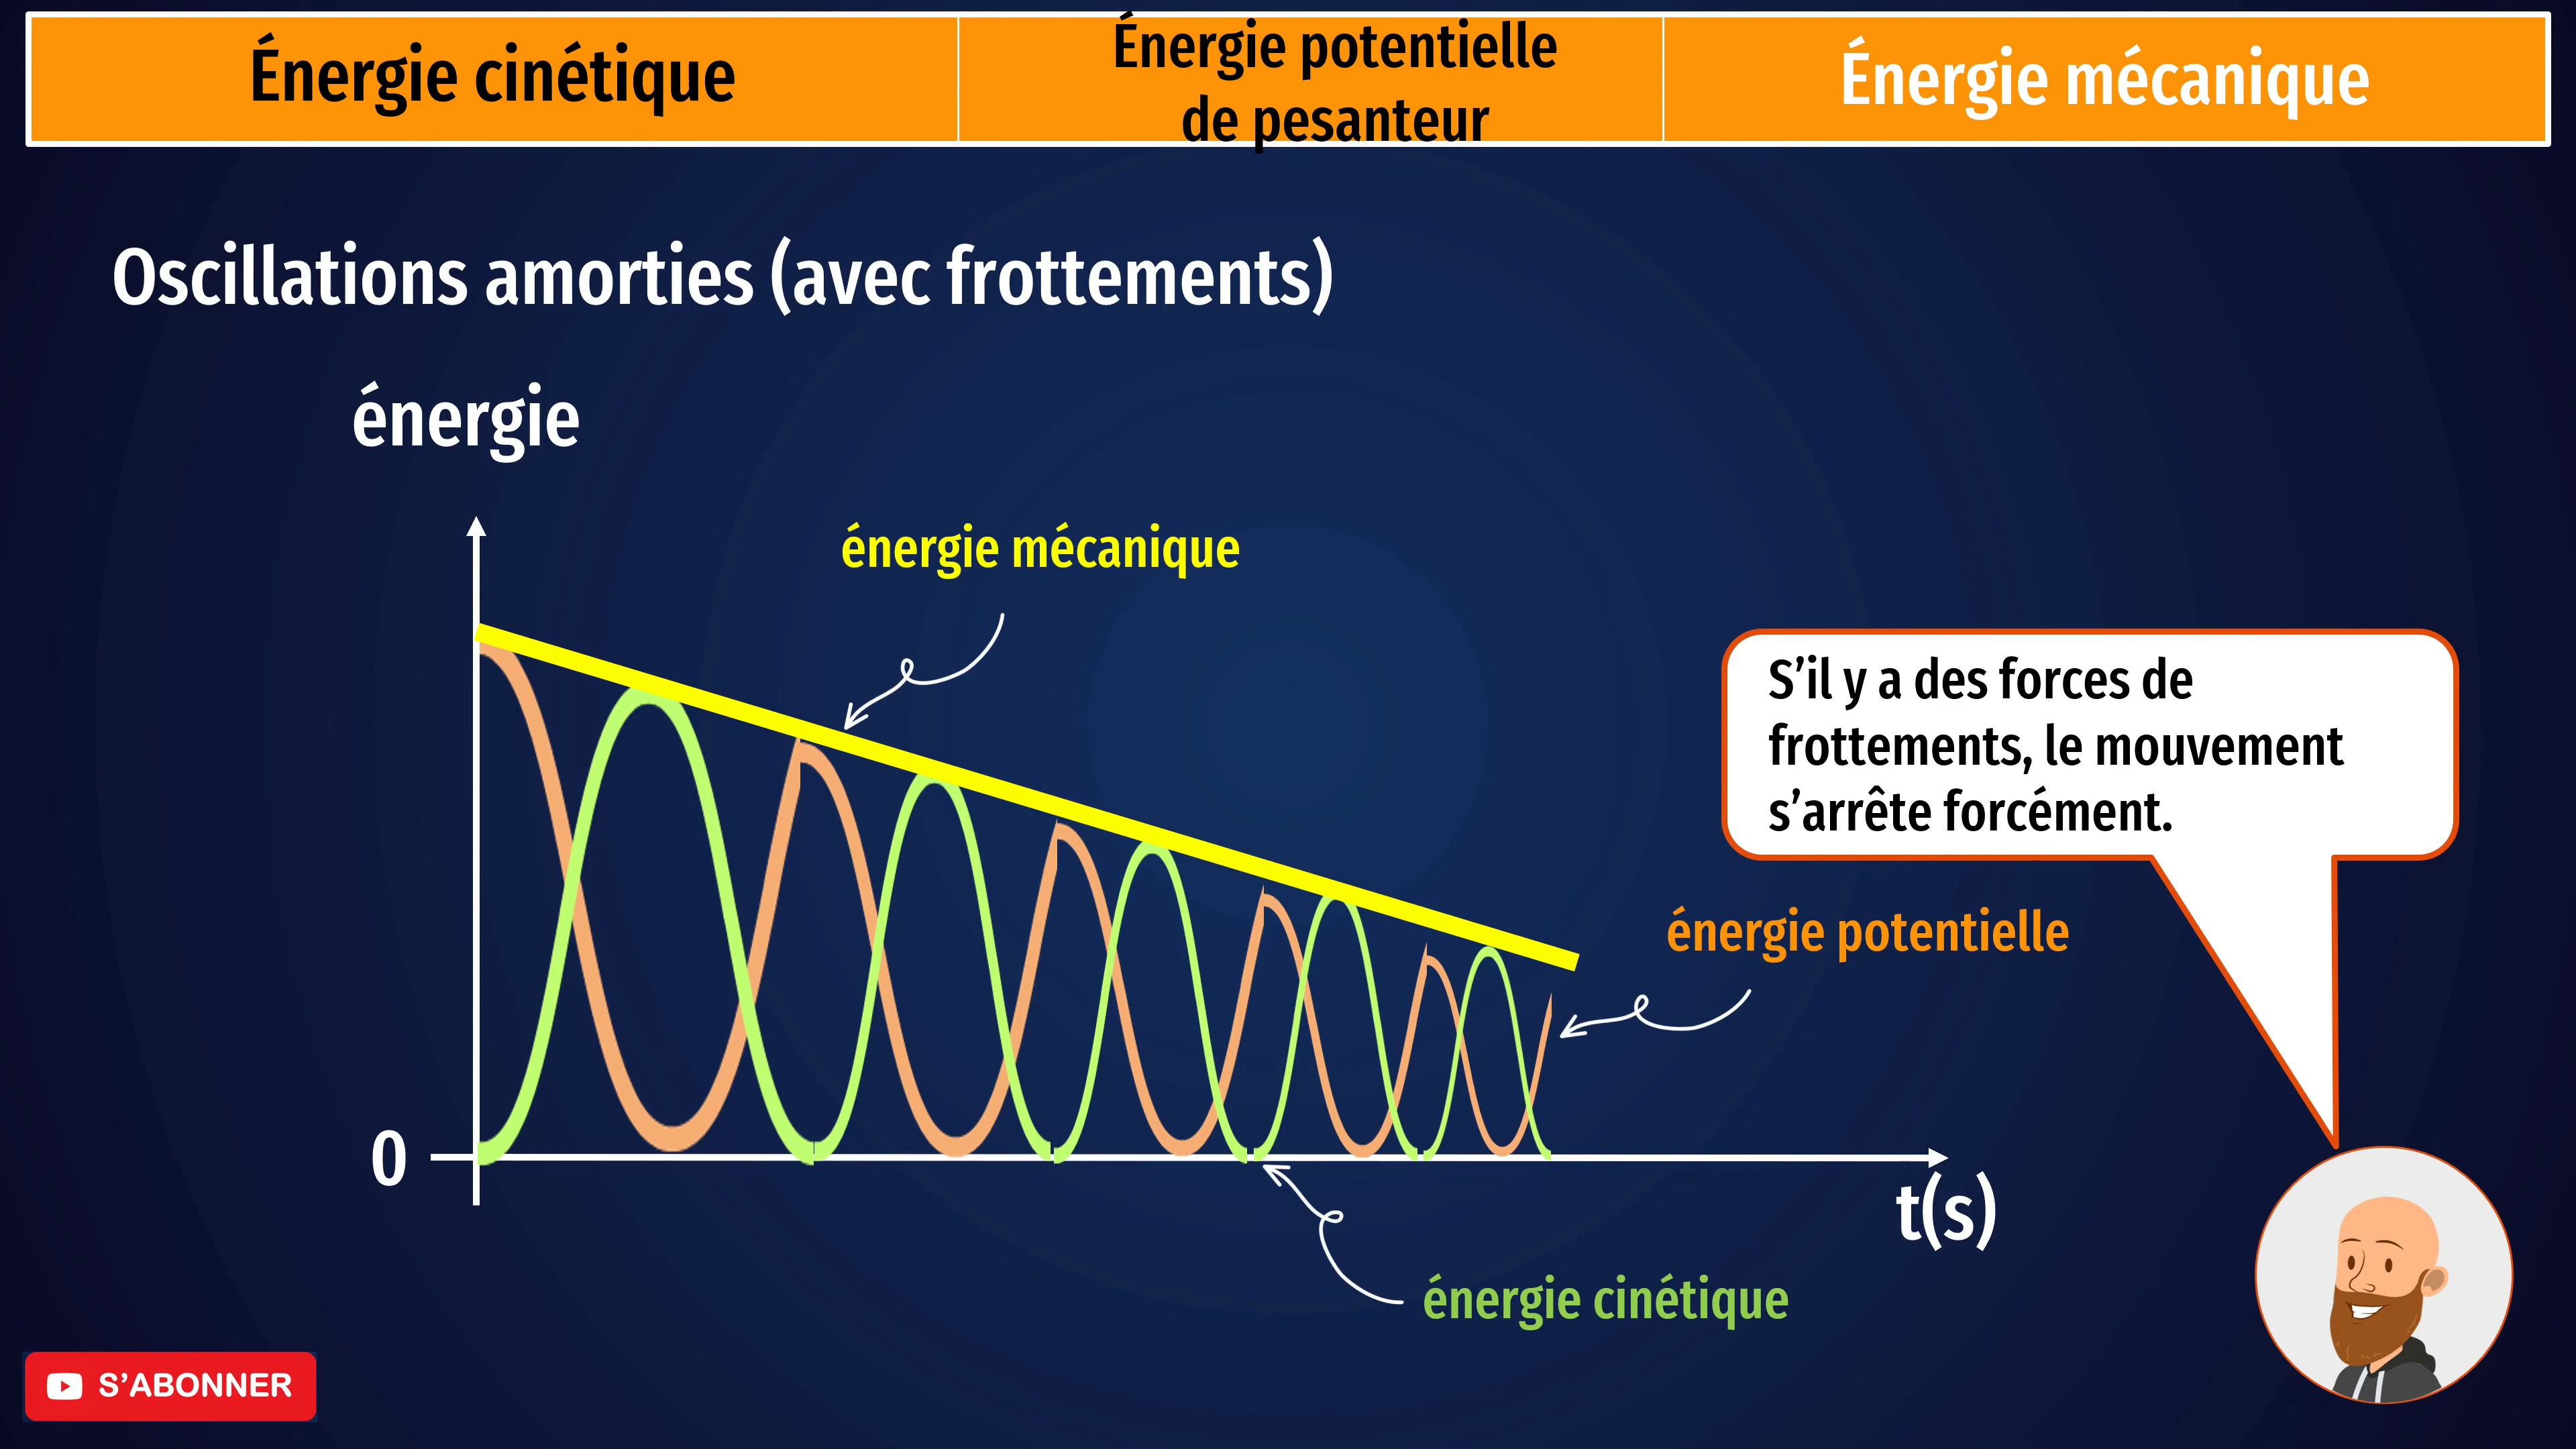 Énergie cinétique
Énergie potentielle
de pesanteur
Énergie mécanique
Oscillations amorties (avec frottements)
énergie
énergie mécanique
S’il y a des forces de
frottements, le mouvement
s’arrête forcément.
énergie potentielle
0
t(s)
énergie cinétique
S’ABONNER